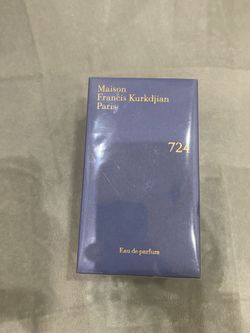 Maison
Francis Kurkdjian
Paris
724
Eau de parfum